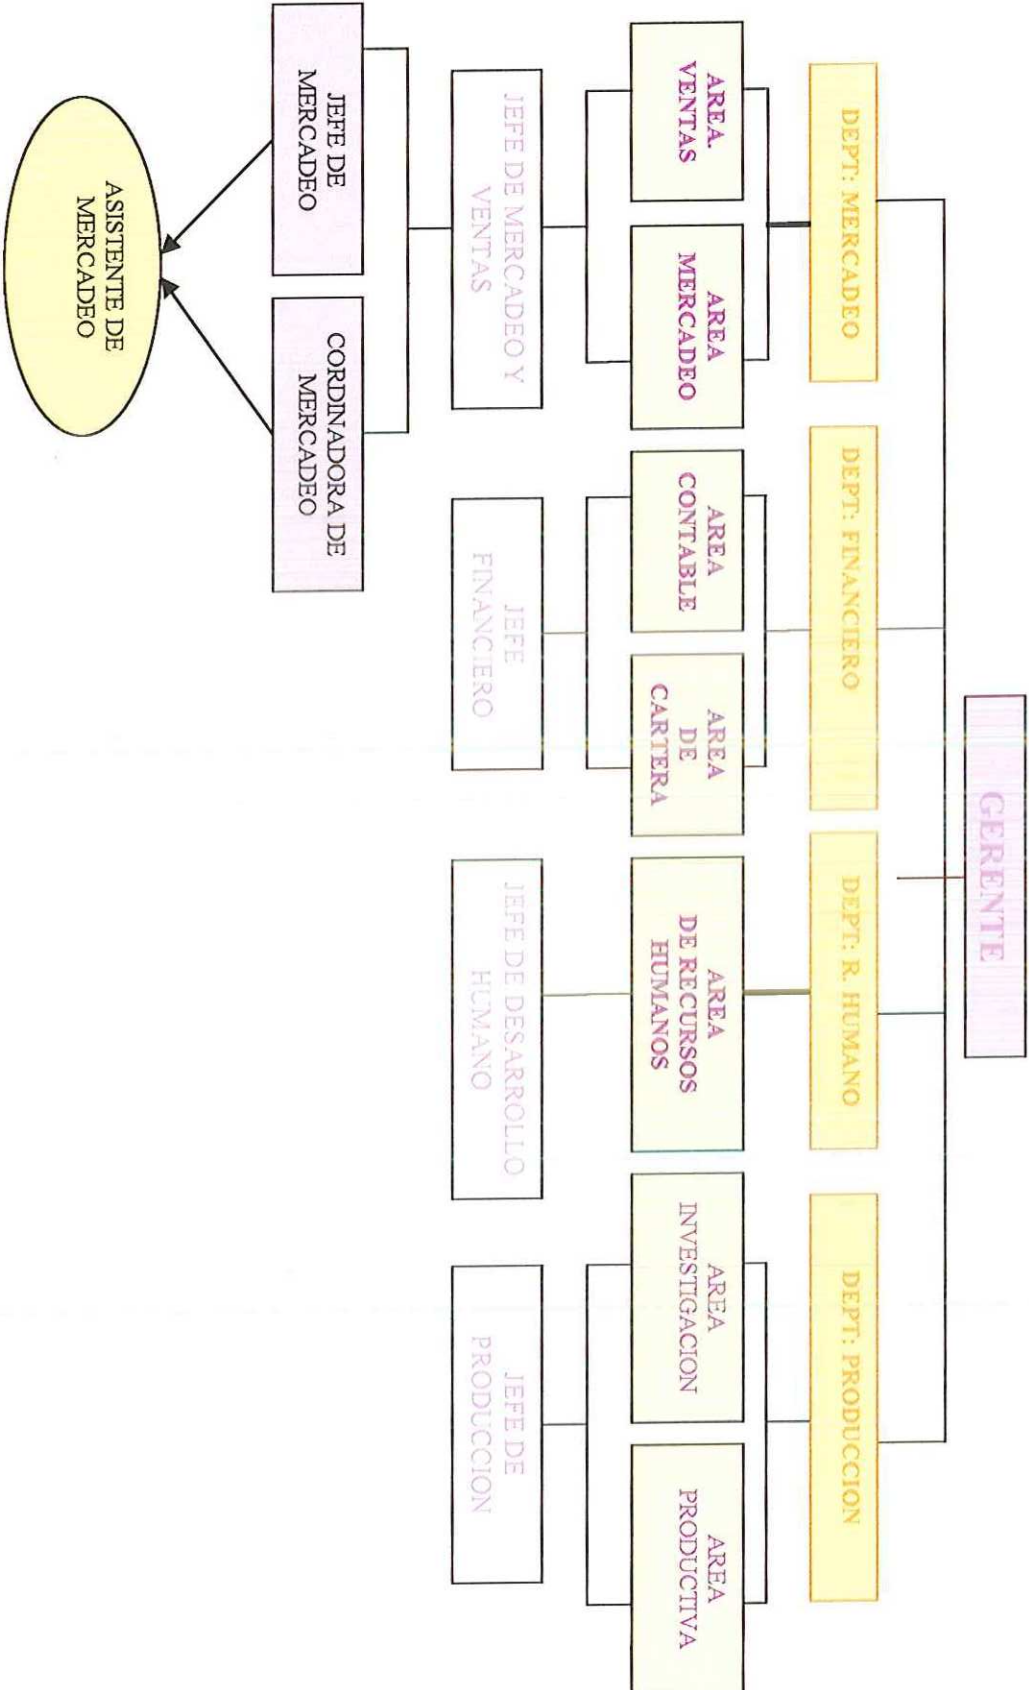 GERENTE
DEPT: MERCADEO
DEPT: FINANCIERO
DEPT: R. HUMANO
DEPT: PRODUCCION
AREA.
VENTAS
AREA
MERCADEO
AREA
CONTABLE
AREA
DE
CARTERA
AREA
DE RECURSOS
HUMANOS
AREA
INVESTIGACION
AREA
PRODUCTIVA
JEFE DE MERCADEO Y
VENTAS
JEFE
FINANCIERO
JEFE DE DESARROLLO
HUMANO
JEFE DE
PRODUCCION
JEFE DE
MERCADEO
CORDINADORA DE
MERCADEO
ASISTENTE DE
MERCADEO